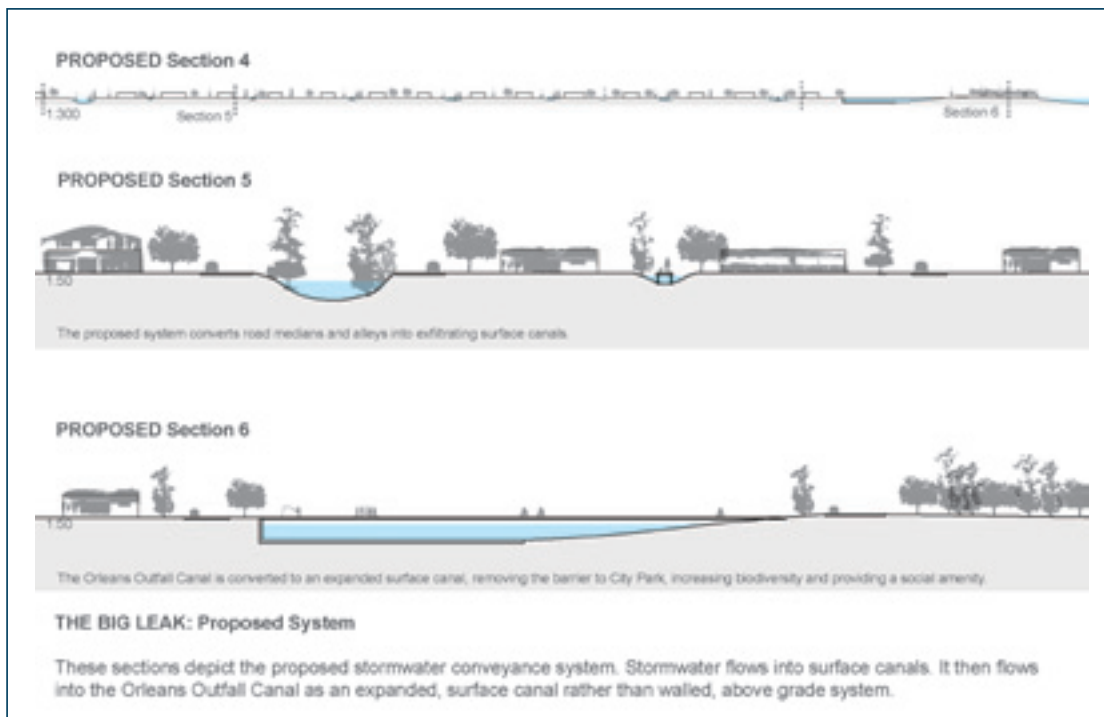 PROPOSED Section 4
1:300
Section 5
Section 6
PROPOSED Section 5
1:50
The proposed system converts road medians and alleys into exfiltrating surface canals.
PROPOSED Section 6
1:50
The Orleans Outfall Canal is converted to an expanded surface canal, removing the barrier to City Park, increasing biodiversity and providing a social amenity.
THE BIG LEAK: Proposed System
These sections depict the proposed stormwater conveyance system. Stormwater flows into surface canals. It then flows
into the Orleans Outfall Canal as an expanded, surface canal rather than walled, above grade system.